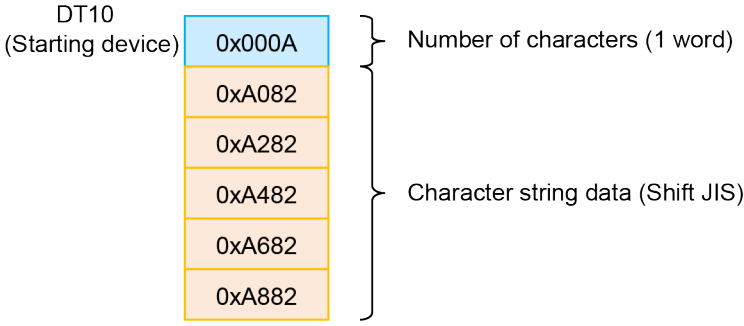 DT10
(Starting device)
0x000A
Number of characters (1 word)
0xA082
0xA282
0xA482
Character string data (Shift JIS)
0xA682
0xA882